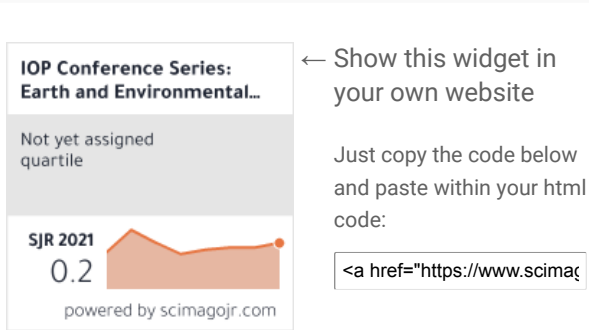 IOP Conference Series:
Earth and Environmental...
Not yet assigned
quartile
SJR 2021
0.2
powered by scimagojr.com
← Show this widget in
your own website
Just copy the code below
and paste within your html
code:
<a href="https://www.scimag